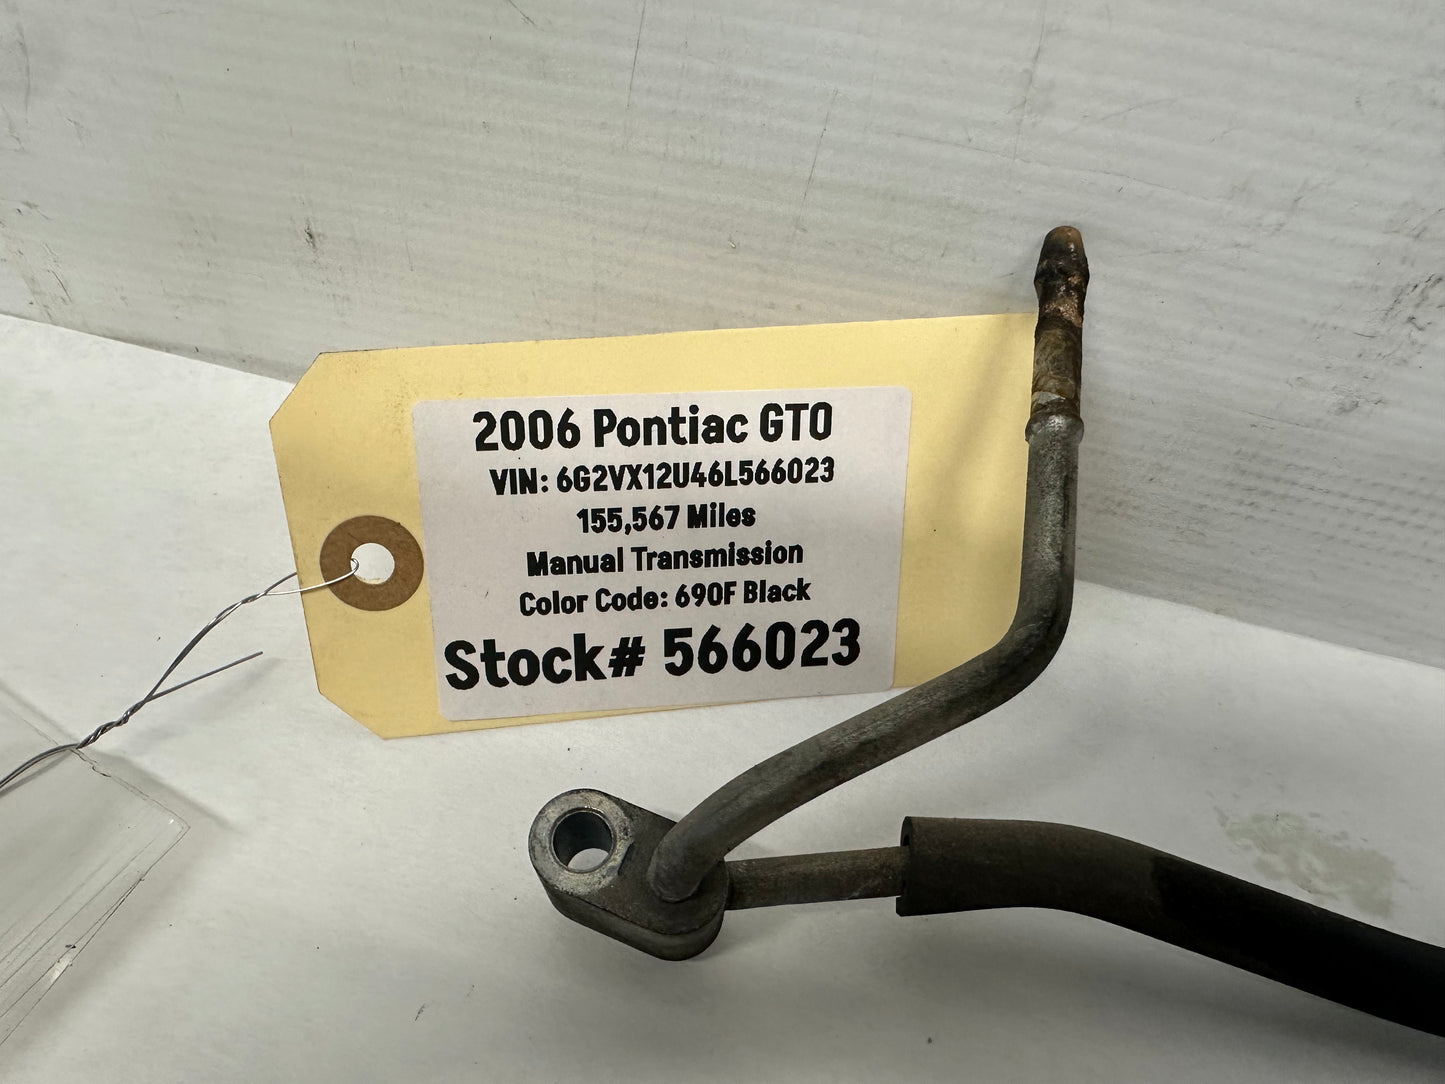 2006 Pontiac GTO
VIN: 6G2VX12U46L566023
155,567 Miles
Manual Transmission
Color Code: 690F Black
Stock# 566023